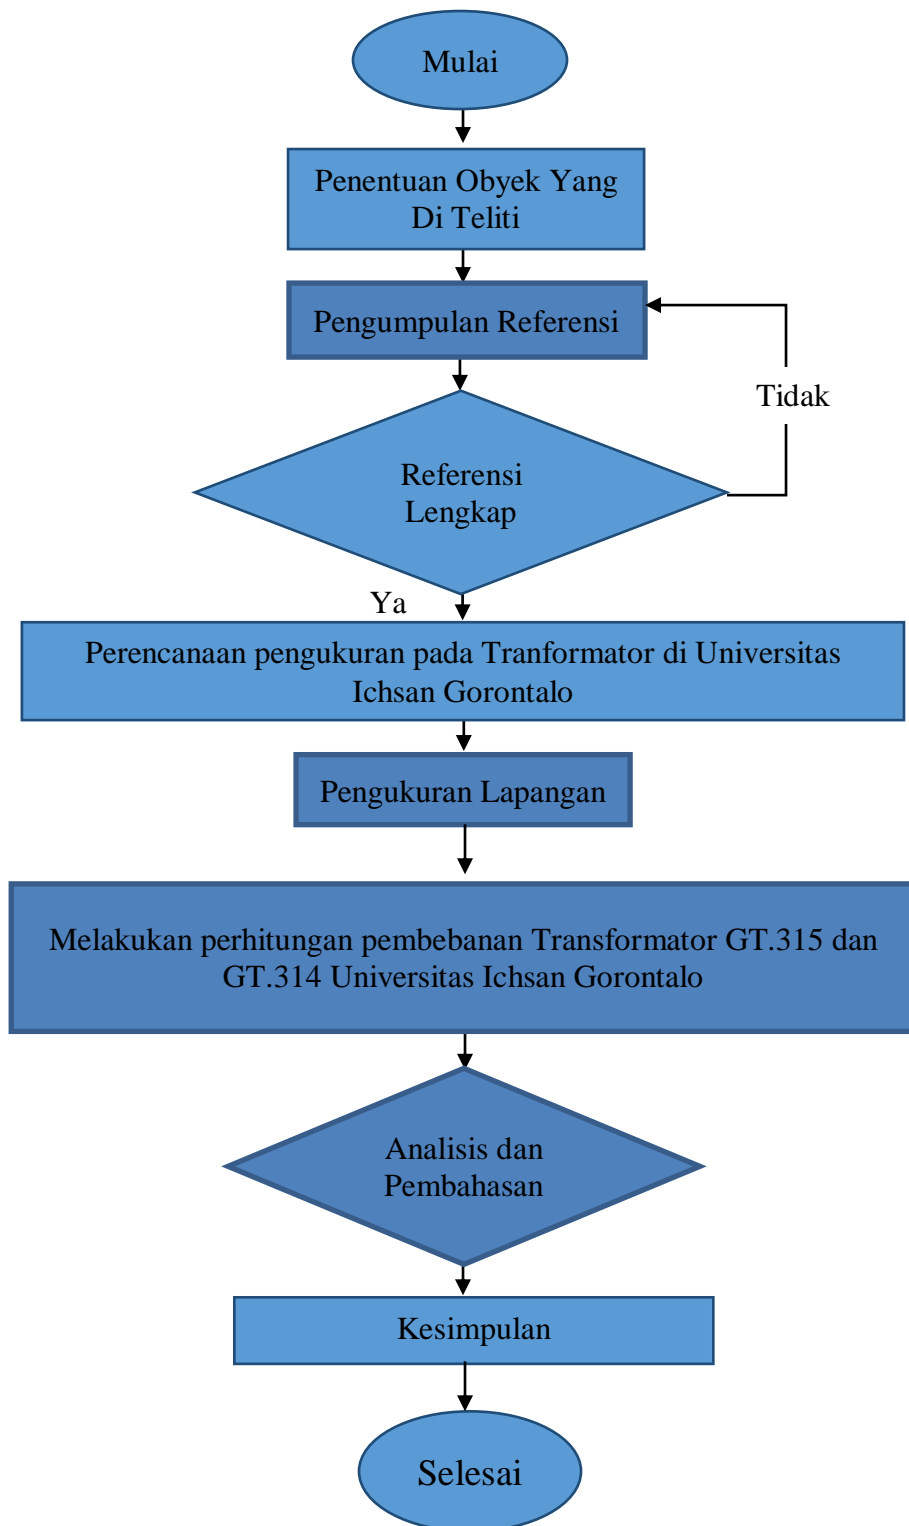 Mulai
Penentuan Obyek Yang
Di Teliti
Pengumpulan Referensi
Tidak
Referensi
Lengkap
Ya
Perencanaan pengukuran pada Tranformator di Universitas
Ichsan Gorontalo
Pengukuran Lapangan
Melakukan perhitungan pembebanan Transformator GT.315 dan
GT.314 Universitas Ichsan Gorontalo
Analisis dan
Pembahasan
Kesimpulan
Selesai